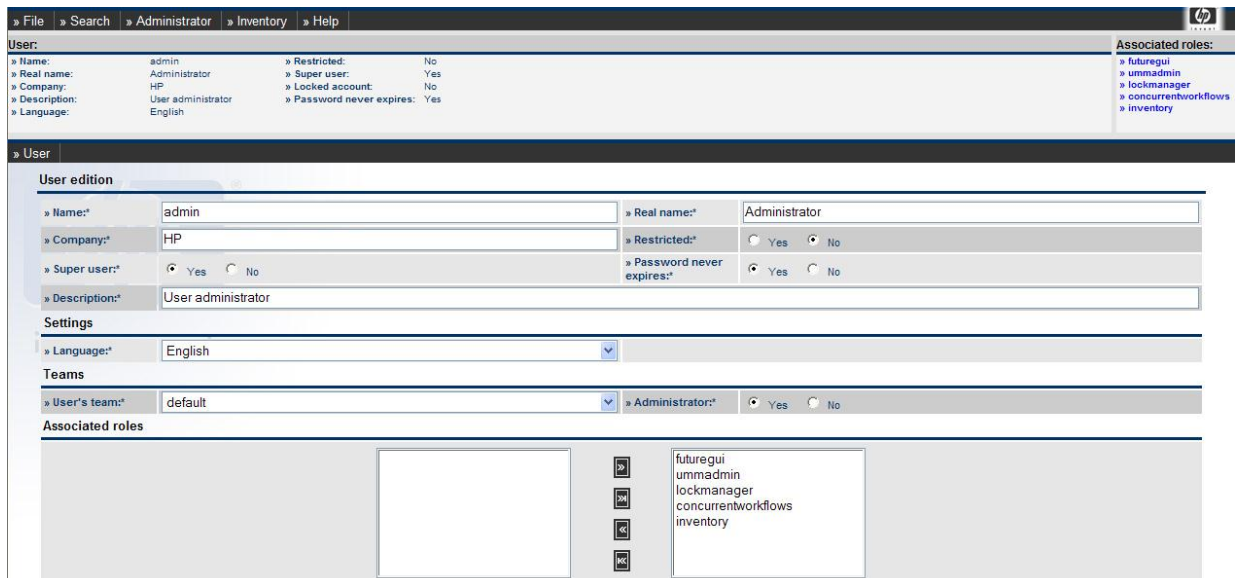 » File » Search » Administrator » Inventory » Help
hp
User:
Associated roles:
» Name: admin » Restricted: No
» Real name: Administrator » Super user: Yes
» Company: HP » Locked account: No
» Description: User administrator » Password never expires: Yes
» Language: English
» futuregui
» ummadmin
» lockmanager
» concurrentworkflows
» inventory
» User
User edition
» Name:* admin » Real name:* Administrator
» Company:* HP » Restricted:* Yes No
» Super user:* Yes No » Password never
expires:* Yes No
» Description:* User administrator
Settings
» Language:* English
Teams
» User's team:* default » Administrator:* Yes No
Associated roles
futuregui
ummadmin
lockmanager
concurrentworkflows
inventory